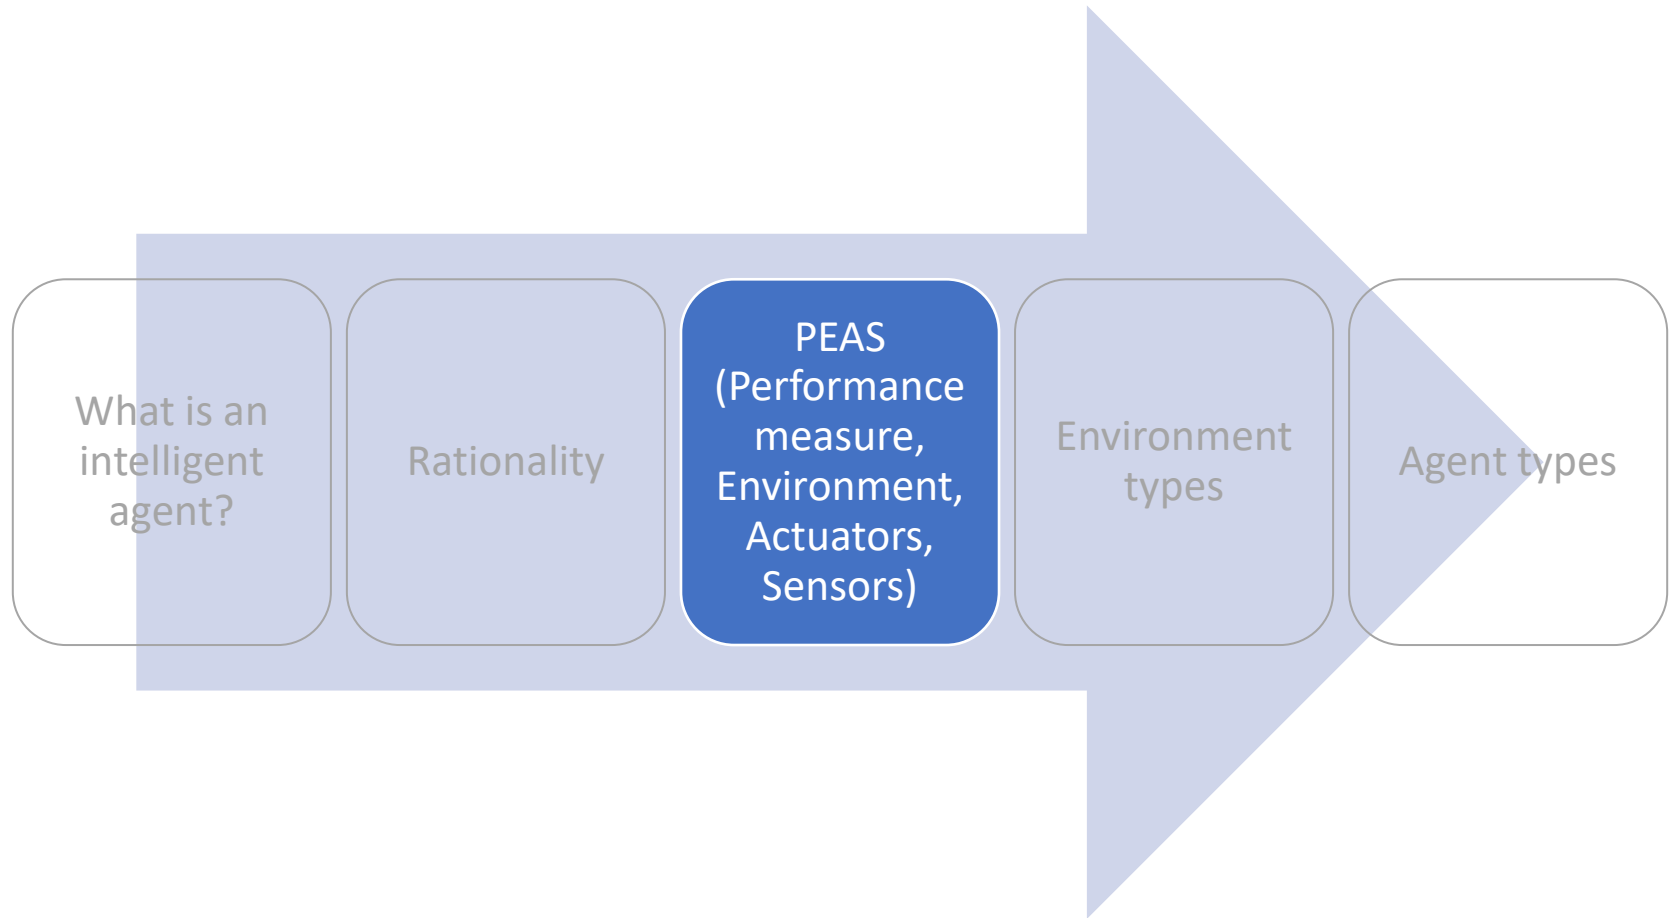 What is an
intelligent
agent?
Rationality
PEAS
(Performance
measure,
Environment,
Actuators,
Sensors)
Environment
types
Agent types